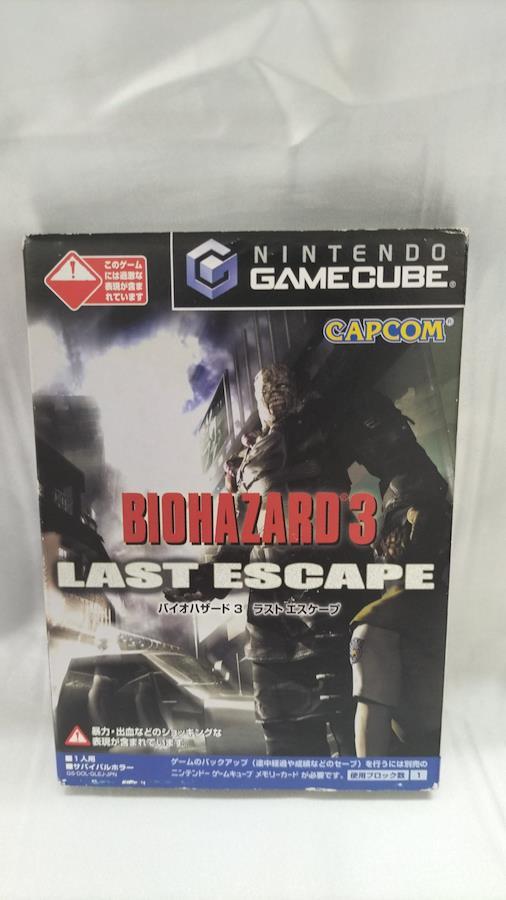 このゲーム
には過激な
表現が含ま
れています
NINTENDO
GAMECUBE®
CAPCOM®
BIOHAZARD®3
LAST ESCAPE
バイオハザード3 ラスト エスケープ
暴力・出血などのショッキングな
表現が含まれています。
■1人用
■サバイバルホラー
GS-DOL-GLEJ-JPN
ゲームのバックアップ(途中経過や成績などのセーブ)を行うには別売の
ニンテンドーゲームキューブ メモリーカードが必要です。 使用ブロック数 1